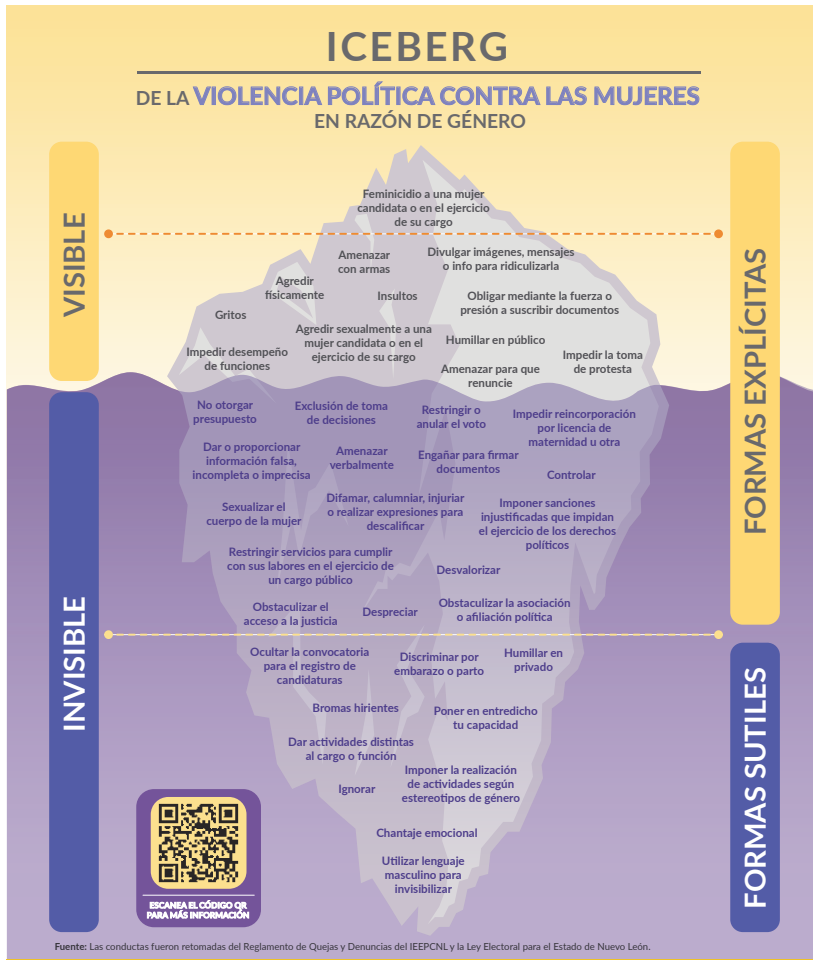 ICEBERG
DE LA VIOLENCIA POLÍTICA CONTRA LAS MUJERES
EN RAZÓN DE GÉNERO
VISIBLE
INVISIBLE
FORMAS EXPLÍCITAS
FORMAS SUTILES
Feminicidio a una mujer
candidata o en el ejercicio
de su cargo
Amenazar
con armas
Divulgar imágenes, mensajes
o info para ridiculizarla
Agredir
físicamente
Insultos
Obligar mediante la fuerza o
presión a suscribir documentos
Gritos
Agredir sexualmente a una
mujer candidata o en el
ejercicio de su cargo
Humillar en público
Impedir desempeño
de funciones
Amenazar para que
renuncie
Impedir la toma
de protesta
No otorgar
presupuesto
Exclusión de toma
de decisiones
Restringir o
anular el voto
Impedir reincorporación
por licencia de
maternidad u otra
Dar o proporcionar
información falsa,
incompleta o imprecisa
Amenazar
verbalmente
Engañar para firmar
documentos
Controlar
Sexualizar el
cuerpo de la mujer
Difamar, calumniar, injuriar
o realizar expresiones para
descalificar
Imponer sanciones
injustificadas que impidan
el ejercicio de los derechos
políticos
Restringir servicios para cumplir
con sus labores en el ejercicio de
un cargo público
Desvalorizar
Obstaculizar el
acceso a la justicia
Despreciar
Obstaculizar la asociación
o afiliación política
Ocultar la convocatoria
para el registro de
candidaturas
Discriminar por
embarazo o parto
Humillar en
privado
Bromas hirientes
Poner en entredicho
tu capacidad
Dar actividades distintas
al cargo o función
Imponer la realización
de actividades según
estereotipos de género
Ignorar
Chantaje emocional
Utilizar lenguaje
masculino para
invisibilizar
ESCANEA EL CÓDIGO QR
PARA MÁS INFORMACIÓN
Fuente: Las conductas fueron retomadas del Reglamento de Quejas y Denuncias del IEEPCNL y la Ley Electoral para el Estado de Nuevo León.